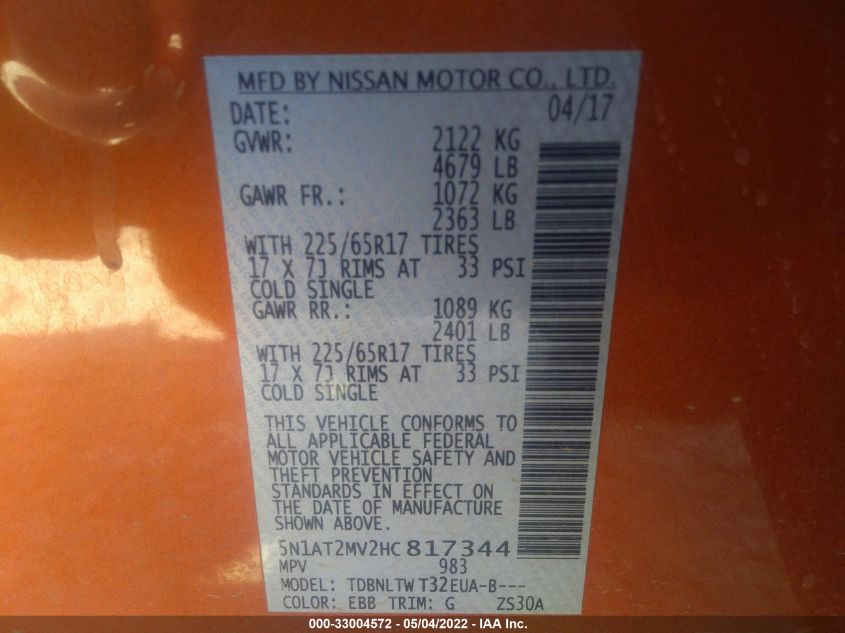 MFD BY NISSAN MOTOR CO., LTD.
DATE: 04/17
GVWR: 2122 KG
4679 LB
GAWR FR.: 1072 KG
2363 LB
WITH 225/65R17 TIRES
17 X 7J RIMS AT 33 PSI
COLD SINGLE
GAWR RR.: 1089 KG
2401 LB
WITH 225/65R17 TIRES
17 X 7J RIMS AT 33 PSI
COLD SINGLE
THIS VEHICLE CONFORMS TO
ALL APPLICABLE FEDERAL
MOTOR VEHICLE SAFETY AND
THEFT PREVENTION
STANDARDS IN EFFECT ON
THE DATE OF MANUFACTURE
SHOWN ABOVE.
5N1AT2MV2HC817344
MPV 983
MODEL: TDBNLTW T32EUA-B---
COLOR: EBB TRIM: G ZS30A
000-33004572 - 05/04/2022 - IAA Inc.